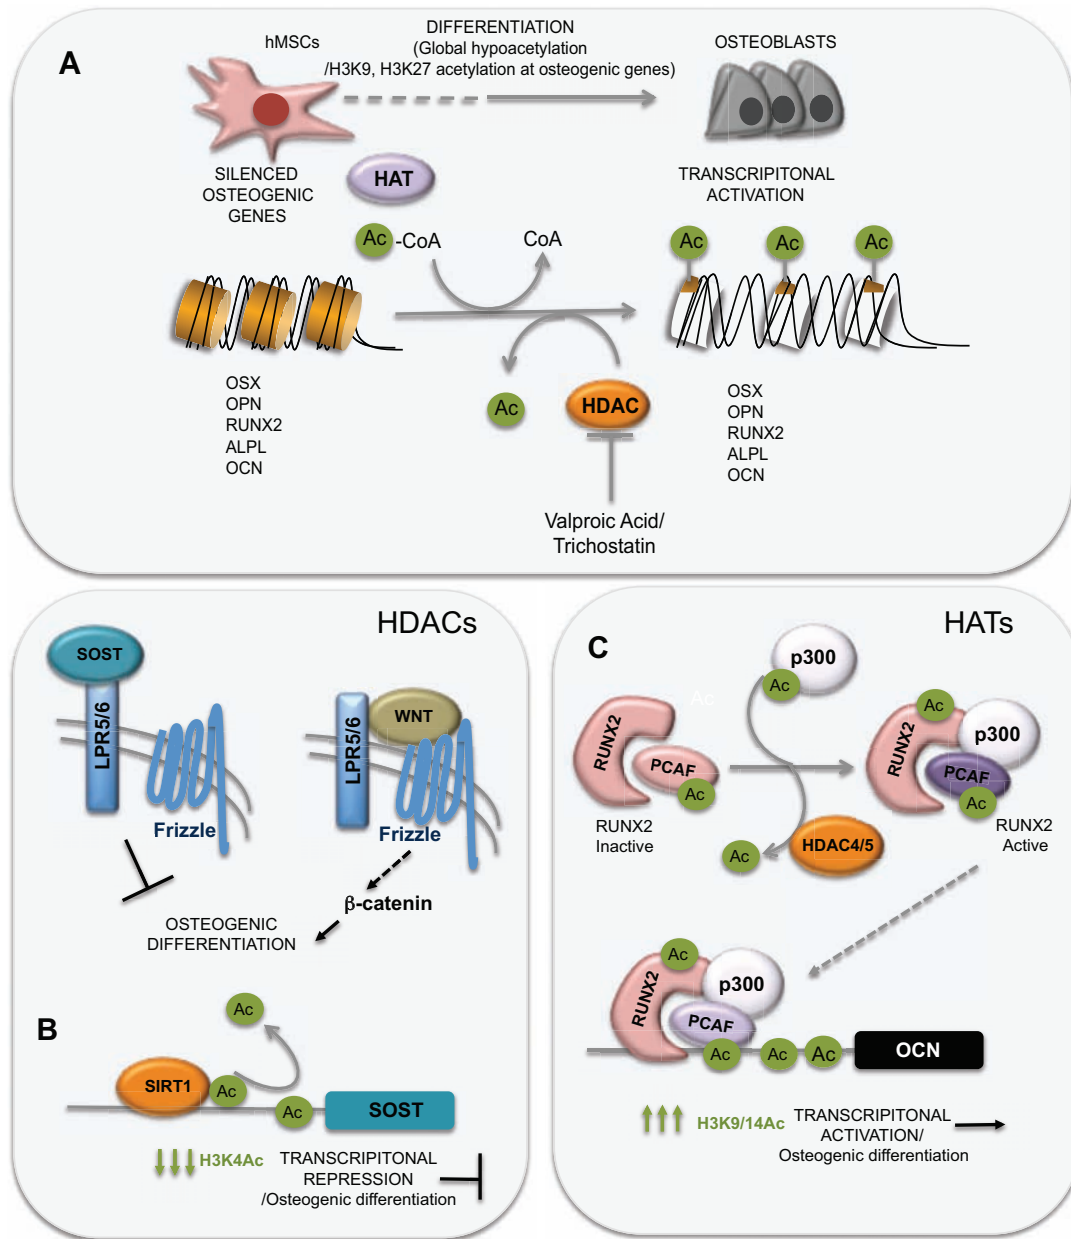 A
hMSCs
DIFFERENTIATION
(Global hypoacetylation
/H3K9, H3K27 acetylation at osteogenic genes)
OSTEOBLASTS
SILENCED
OSTEOGENIC
GENES
HAT
TRANSCRIPITONAL
ACTIVATION
Ac -CoA
CoA
Ac
Ac
Ac
Ac
HDAC
OSX
OPN
RUNX2
ALPL
OCN
OSX
OPN
RUNX2
ALPL
OCN
Valproic Acid/
Trichostatin
HDACs
SOST
LPR5/6
Frizzle
LPR5/6
WNT
Frizzle
β-catenin
OSTEOGENIC
DIFFERENTIATION
B
Ac
SIRT1
Ac
Ac
SOST
H3K4Ac
TRANSCRIPITONAL
REPRESSION
/Osteogenic differentiation
C
HATs
p300
Ac
Ac
RUNX2
PCAF
Ac
RUNX2
Inactive
Ac
HDAC4/5
Ac
RUNX2
p300
PCAF
Ac
RUNX2
Active
Ac
RUNX2
p300
PCAF
Ac
Ac
Ac
OCN
H3K9/14Ac
TRANSCRIPITONAL
ACTIVATION/
Osteogenic differentiation